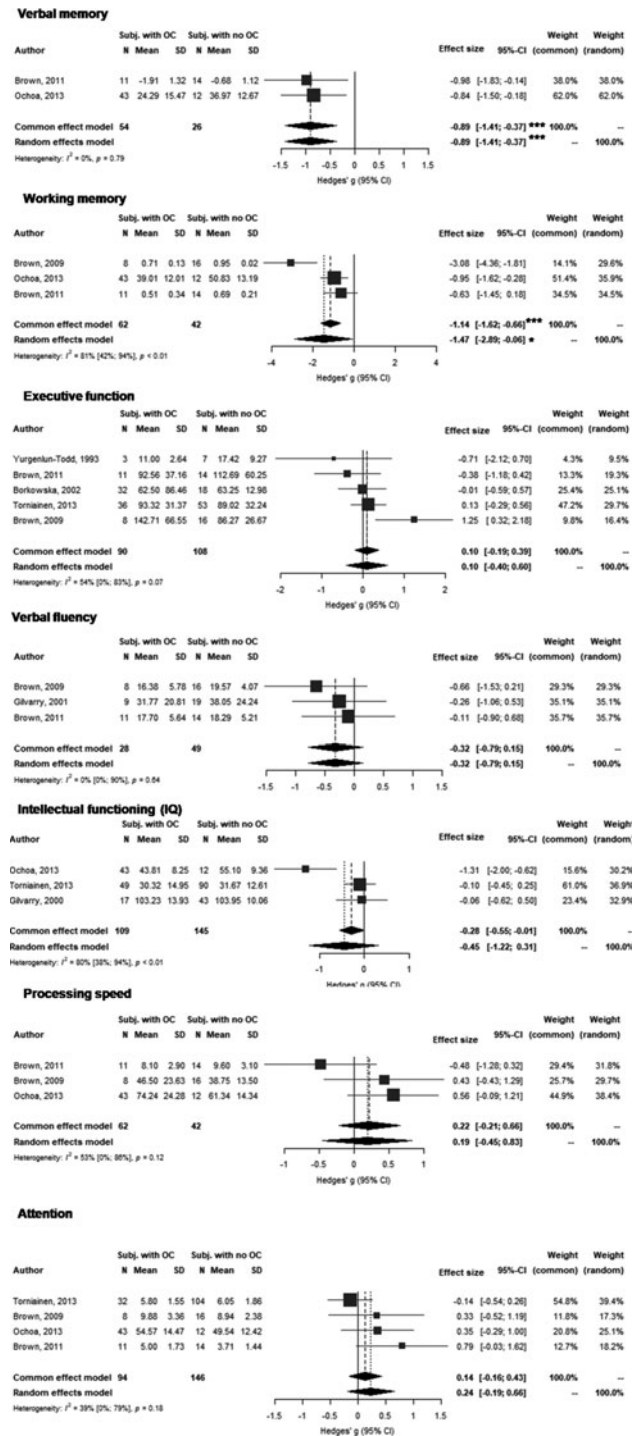 Verbal memory
Subj. with OC Subj. with no OC Weight Weight
Author N Mean SD N Mean SD Effect size 95%-CI (common) (random)
Brown, 2011 11 -1.91 1.32 14 -0.68 1.12 -0.98 [-1.83; -0.14] 38.0% 38.0%
Ochoa, 2013 43 24.29 15.47 12 36.97 12.67 -0.84 [-1.50; -0.18] 62.0% 62.0%
Common effect model 54 26 -0.89 [-1.41; -0.37] *** 100.0% --
Random effects model -0.89 [-1.41; -0.37] *** -- 100.0%
Heterogeneity: I² = 0%, p = 0.79
-1.5 -1 -0.5 0 0.5 1 1.5
Hedges' g (95% CI)
Working memory
Subj. with OC Subj. with no OC Weight Weight
Author N Mean SD N Mean SD Effect size 95%-CI (common) (random)
Brown, 2009 8 0.71 0.13 16 0.95 0.02 -3.08 [-4.36; -1.81] 14.1% 29.6%
Ochoa, 2013 43 39.01 12.01 12 50.83 13.19 -0.95 [-1.62; -0.28] 51.4% 35.9%
Brown, 2011 11 0.51 0.34 14 0.69 0.21 -0.63 [-1.45; 0.18] 34.5% 34.5%
Common effect model 62 42 -1.14 [-1.62; -0.66] *** 100.0% --
Random effects model -1.47 [-2.89; -0.06] * -- 100.0%
Heterogeneity: I² = 81% [42%; 94%], p < 0.01
-4 -2 0 2 4
Hedges' g (95% CI)
Executive function
Subj. with OC Subj. with no OC Weight Weight
Author N Mean SD N Mean SD Effect size 95%-CI (common) (random)
Yurgenlun-Todd, 1993 3 11.00 2.64 7 17.42 9.27 -0.71 [-2.12; 0.70] 4.3% 9.5%
Brown, 2011 11 92.56 37.16 14 112.69 60.25 -0.38 [-1.18; 0.42] 13.3% 19.3%
Borkowska, 2002 32 62.50 86.46 18 63.25 12.98 -0.01 [-0.59; 0.57] 25.4% 25.1%
Torniainen, 2013 36 93.32 31.37 53 89.02 32.24 0.13 [-0.29; 0.56] 47.2% 29.7%
Brown, 2009 8 142.71 66.55 16 86.27 26.67 1.25 [0.32; 2.18] 9.8% 16.4%
Common effect model 90 108 0.10 [-0.19; 0.39] 100.0% --
Random effects model 0.10 [-0.40; 0.60] -- 100.0%
Heterogeneity: I² = 54% [0%; 83%], p = 0.07
-2 -1 0 1 2
Hedges' g (95% CI)
Verbal fluency
Subj. with OC Subj. with no OC Weight Weight
Author N Mean SD N Mean SD Effect size 95%-CI (common) (random)
Brown, 2009 8 16.38 5.78 16 19.57 4.07 -0.66 [-1.53; 0.21] 29.3% 29.3%
Gilvarry, 2001 9 31.77 20.81 19 38.05 24.24 -0.26 [-1.06; 0.53] 35.1% 35.1%
Brown, 2011 11 17.70 5.64 14 18.29 5.21 -0.11 [-0.90; 0.68] 35.7% 35.7%
Common effect model 28 49 -0.32 [-0.79; 0.15] 100.0% --
Random effects model -0.32 [-0.79; 0.15] -- 100.0%
Heterogeneity: I² = 0% [0%; 90%], p = 0.64
-1.5 -1 -0.5 0 0.5 1 1.5
Hedges' g (95% CI)
Intellectual functioning (IQ)
Subj. with OC Subj. with no OC Weight Weight
Author N Mean SD N Mean SD Effect size 95%-CI (common) (random)
Ochoa, 2013 43 43.81 8.25 12 55.10 9.36 -1.31 [-2.00; -0.62] 15.6% 30.2%
Torniainen, 2013 49 30.32 14.95 90 31.67 12.61 -0.10 [-0.45; 0.25] 61.0% 36.9%
Gilvarry, 2000 17 103.23 13.93 43 103.95 10.06 -0.06 [-0.62; 0.50] 23.4% 32.9%
Common effect model 109 145 -0.28 [-0.55; -0.01] 100.0% --
Random effects model -0.45 [-1.22; 0.31] -- 100.0%
Heterogeneity: I² = 80% [38%; 94%], p < 0.01
-1 0 1
Hedges' g (95% CI)
Processing speed
Subj. with OC Subj. with no OC Weight Weight
Author N Mean SD N Mean SD Effect size 95%-CI (common) (random)
Brown, 2011 11 8.10 2.90 14 9.60 3.10 -0.48 [-1.28; 0.32] 29.4% 31.8%
Brown, 2009 8 46.50 23.63 16 38.75 13.50 0.43 [-0.43; 1.29] 25.7% 29.7%
Ochoa, 2013 43 74.24 24.28 12 61.34 14.34 0.56 [-0.09; 1.21] 44.9% 38.4%
Common effect model 62 42 0.22 [-0.21; 0.66] 100.0% --
Random effects model 0.19 [-0.45; 0.83] -- 100.0%
Heterogeneity: I² = 53% [0%; 86%], p = 0.12
-1 -0.5 0 0.5 1
Hedges' g (95% CI)
Attention
Subj. with OC Subj. with no OC Weight Weight
Author N Mean SD N Mean SD Effect size 95%-CI (common) (random)
Torniainen, 2013 32 5.80 1.55 104 6.05 1.86 -0.14 [-0.54; 0.26] 54.8% 39.4%
Brown, 2009 8 9.88 3.36 16 8.94 2.38 0.33 [-0.52; 1.19] 11.8% 17.3%
Ochoa, 2013 43 54.57 14.47 12 49.54 12.42 0.35 [-0.29; 1.00] 20.8% 25.1%
Brown, 2011 11 5.00 1.73 14 3.71 1.44 0.79 [-0.03; 1.62] 12.7% 18.2%
Common effect model 94 146 0.14 [-0.16; 0.43] 100.0% --
Random effects model 0.24 [-0.19; 0.66] -- 100.0%
Heterogeneity: I² = 39% [0%; 79%], p = 0.18
-1.5 -1 -0.5 0 0.5 1 1.5
Hedges' g (95% CI)